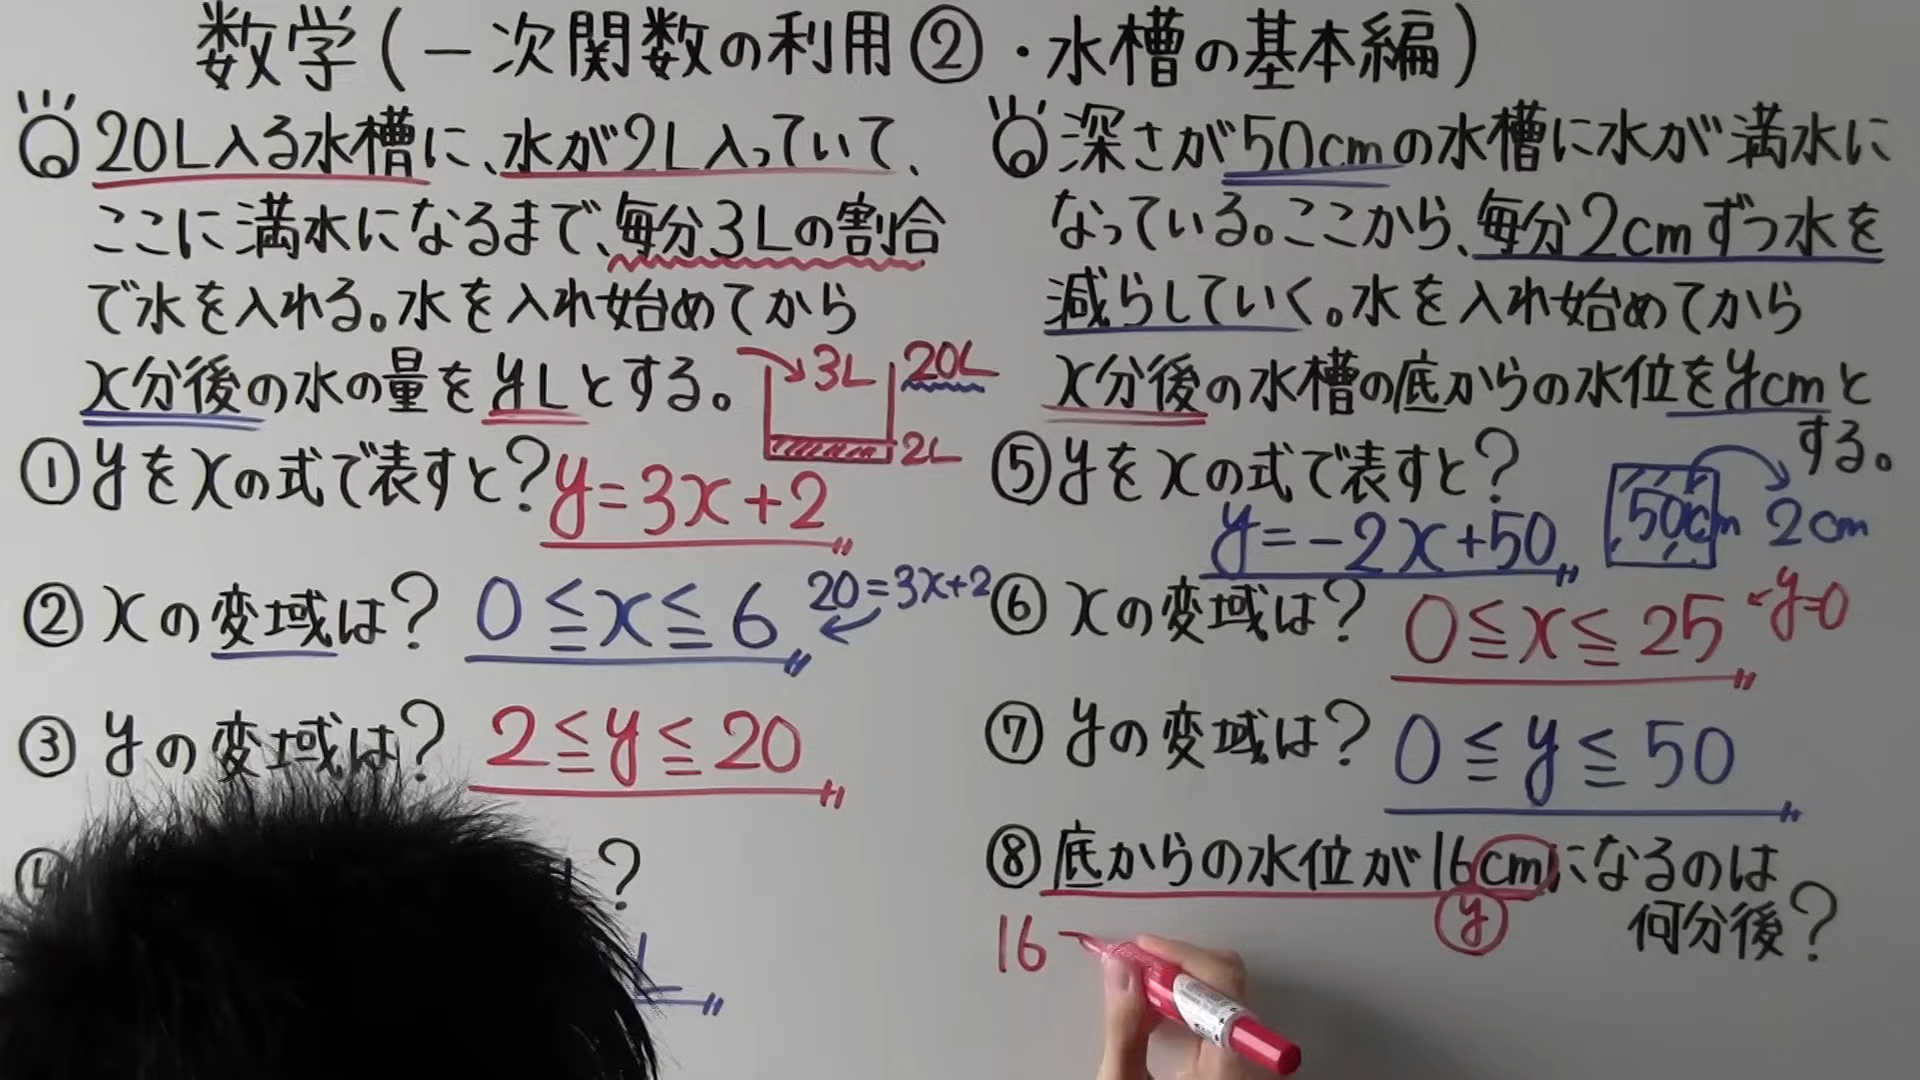 数学(一次関数の利用②・水槽の基本編)
20L入る水槽に、水が2L入っていて、
ここに満水になるまで、毎分3Lの割合
で水を入れる。水を入れ始めてから
x分後の水の量をyLとする。
3L 20L
2L
①yをxの式で表すと?y=3x+2
②xの変域は? 0≦x≦6 20=3x+2
③yの変域は? 2≦y≦20
④ ?
L
深さが50cmの水槽に水が満水に
なっている。ここから、毎分2cmずつ水を
減らしていく。水を入れ始めてから
x分後の水槽の底からの水位をycmと
する。
⑤yをxの式で表すと?
y=-2x+50
50cm 2cm
⑥xの変域は? 0≦x≦25 y=0
⑦yの変域は? 0≦y≦50
⑧底からの水位が16cmになるのは
何分後?
y
16